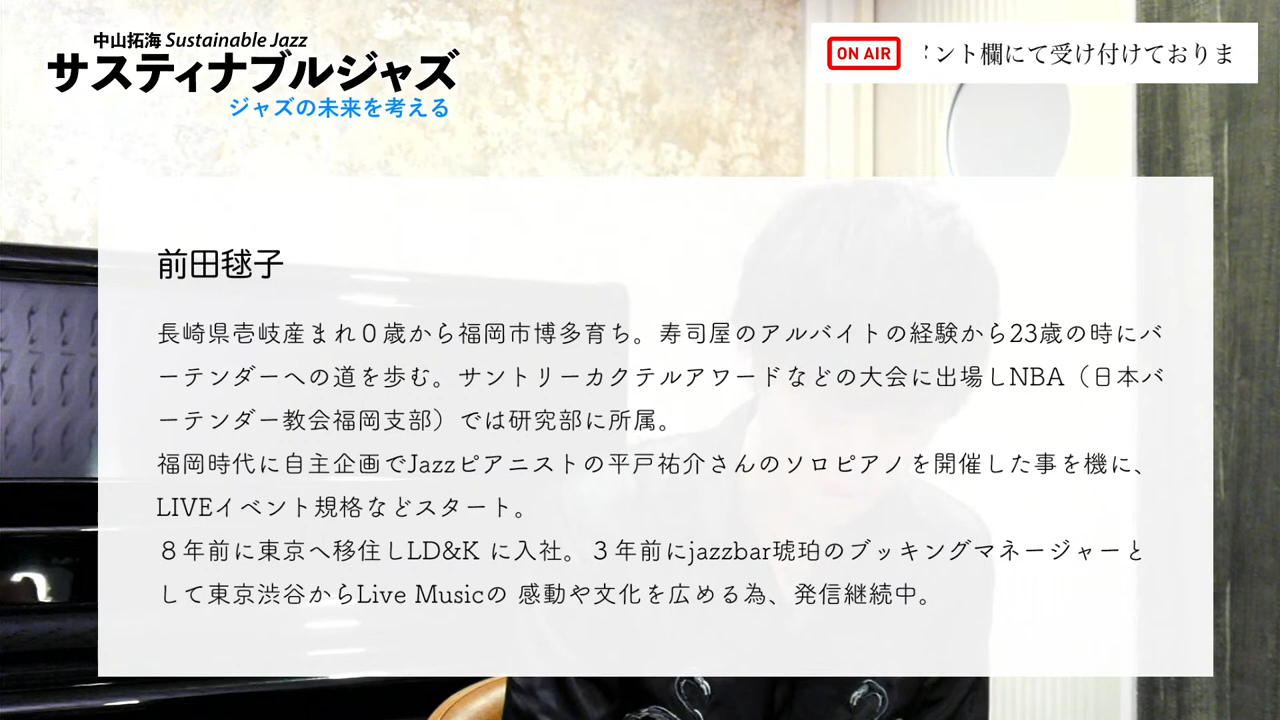 中山拓海 Sustainable Jazz
サスティナブルジャズ
ジャズの未来を考える
ON AIR
ント欄にて受け付けておりま
前田毬子
長崎県壱岐産まれ０歳から福岡市博多育ち。寿司屋のアルバイトの経験から23歳の時にバ
ーテンダーへの道を歩む。サントリーカクテルアワードなどの大会に出場しNBA（日本バ
ーテンダー教会福岡支部）では研究部に所属。
福岡時代に自主企画でJazzピアニストの平戸祐介さんのソロピアノを開催した事を機に、
LIVEイベント規格などスタート。
８年前に東京へ移住しLD&K に入社。３年前にjazzbar琥珀のブッキングマネージャーと
して東京渋谷からLive Musicの 感動や文化を広める為、発信継続中。